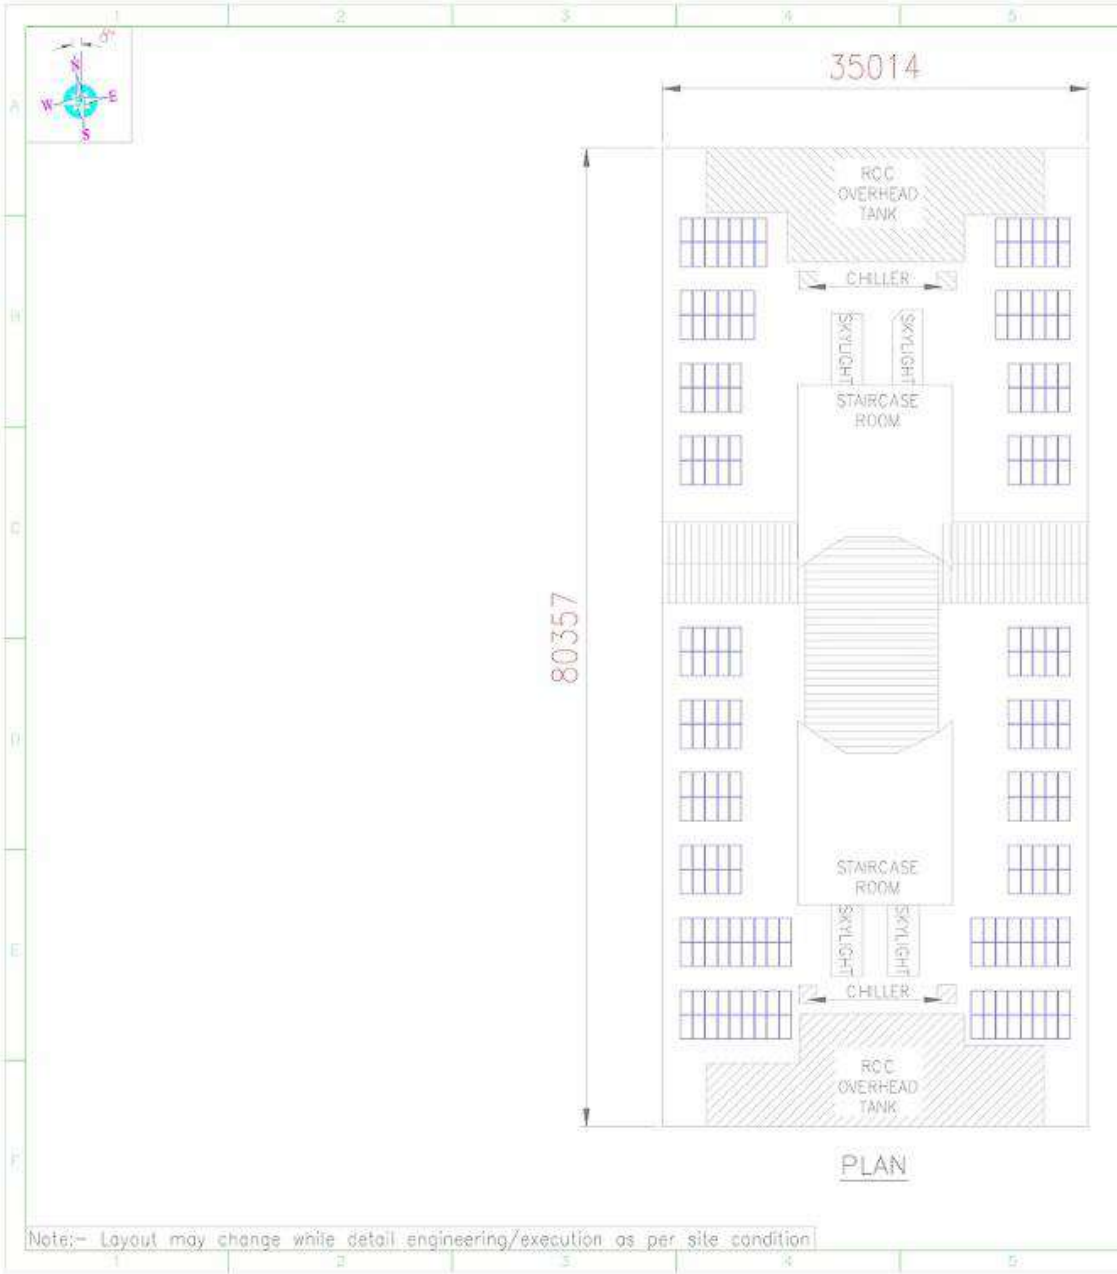 1 2 3 4 5
6°
N
W E
S
A
35014
RCC
OVERHEAD
TANK
CHILLER
B
SKYLIGHT SKYLIGHT
STAIRCASE
ROOM
C
80357
D
STAIRCASE
ROOM
E
SKYLIGHT SKYLIGHT
CHILLER
RCC
OVERHEAD
TANK
F
PLAN
Note:- Layout may change while detail engineering/execution as per site condition
1 2 3 4 5